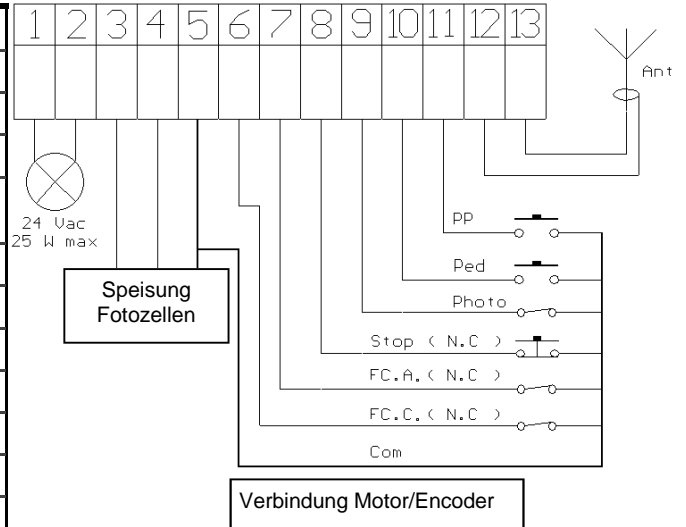 1 2 3 4 5 6 7 8 9 10 11 12 13
Ant
24 Vac
25 W max
PP
Ped
Speisung
Fotozellen
Photo
Stop ( N.C )
FC.A. ( N.C )
FC.C. ( N.C )
Com
Verbindung Motor/Encoder